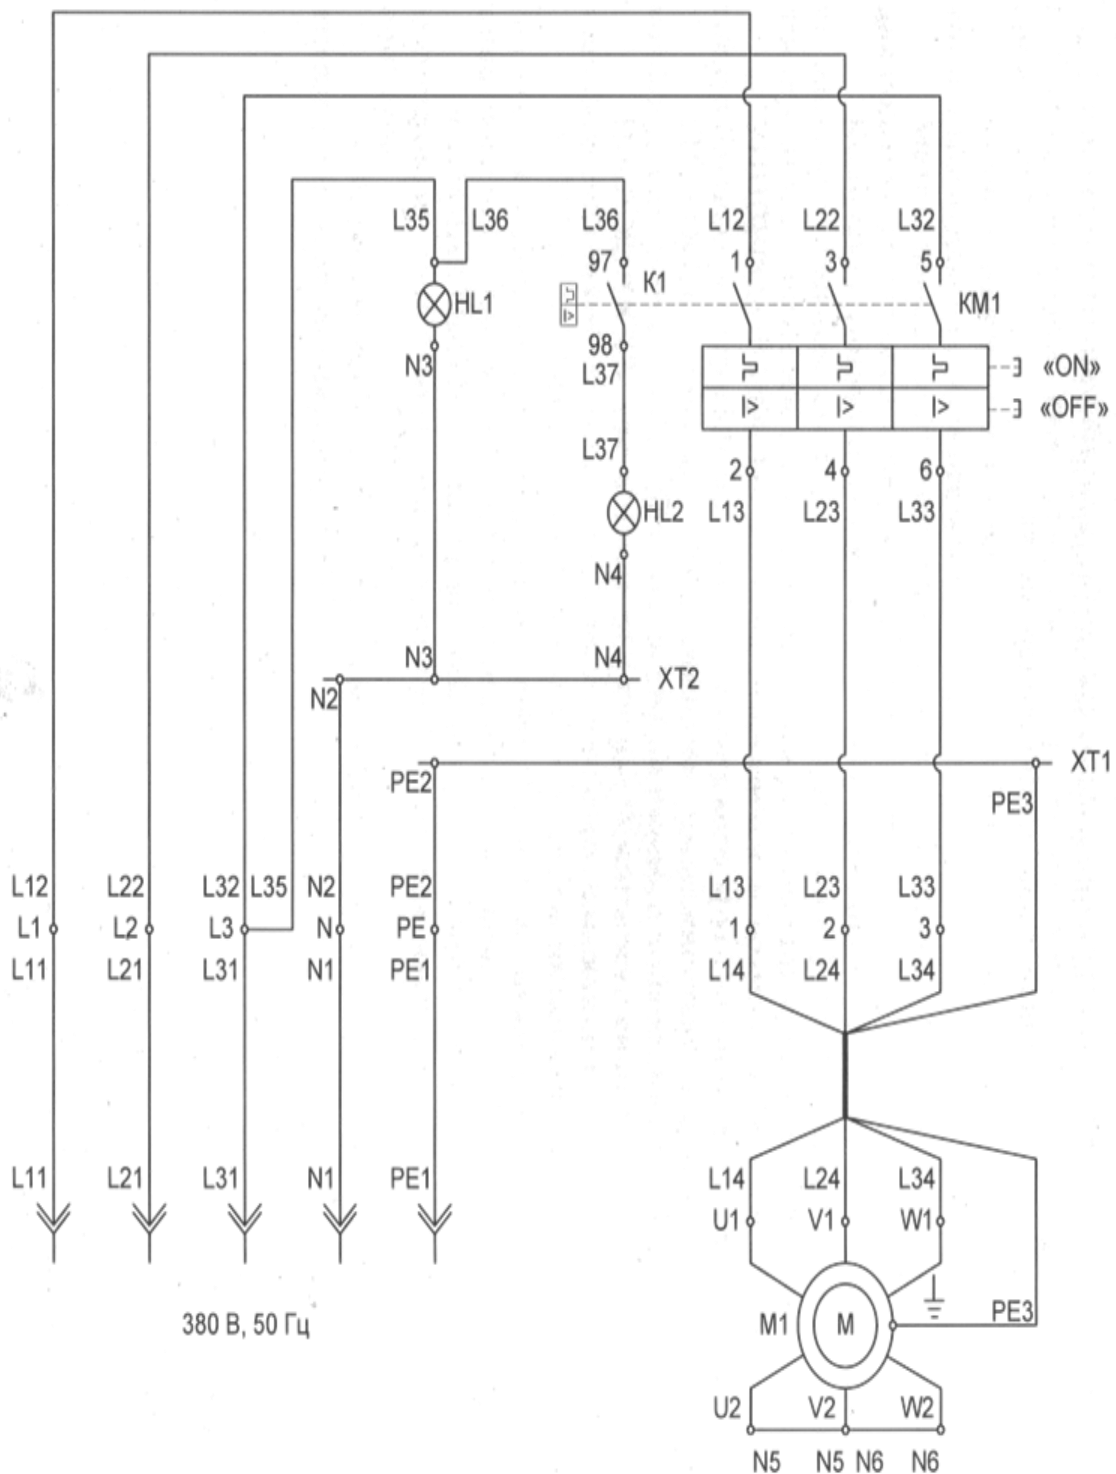 L35 L36 L36 L12 L22 L32
97 1 3 5
K1
HL1 KM1
98
N3 L37 «ON»
«OFF»
L37 2 4 6
HL2 L13 L23 L33
N4
N3 N4 XT2
N2
XT1
PE2 PE3
L12 L22 L32 L35 N2 PE2 L13 L23 L33
L1 L2 L3 N PE 1 2 3
L11 L21 L31 N1 PE1 L14 L24 L34
L11 L21 L31 N1 PE1 L14 L24 L34
U1 V1 W1
380 В, 50 Гц M1 M PE3
U2 V2 W2
N5 N5 N6 N6